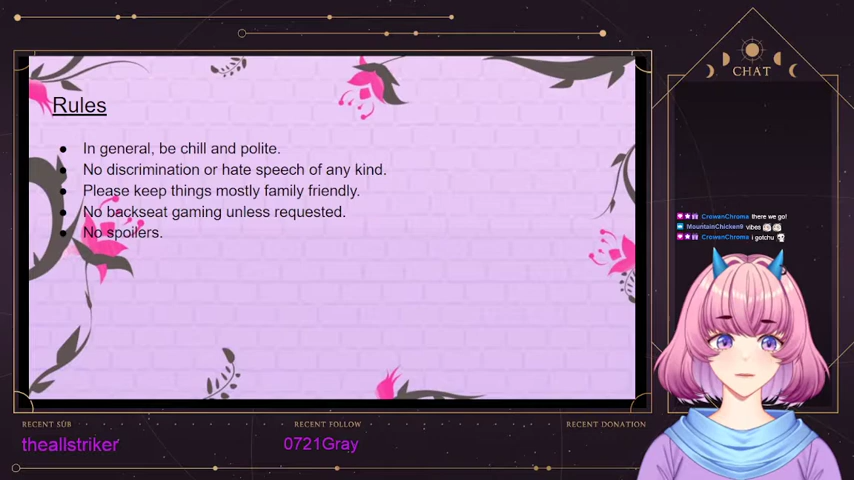 Rules
In general, be chill and polite.
No discrimination or hate speech of any kind.
Please keep things mostly family friendly.
No backseat gaming unless requested.
No spoilers.
CHAT
CrowanChroma there we go!
MountainChicken9 vibes
CrowanChroma i gotchu
RECENT SUB
theallstriker
RECENT FOLLOW
0721Gray
RECENT DONATION